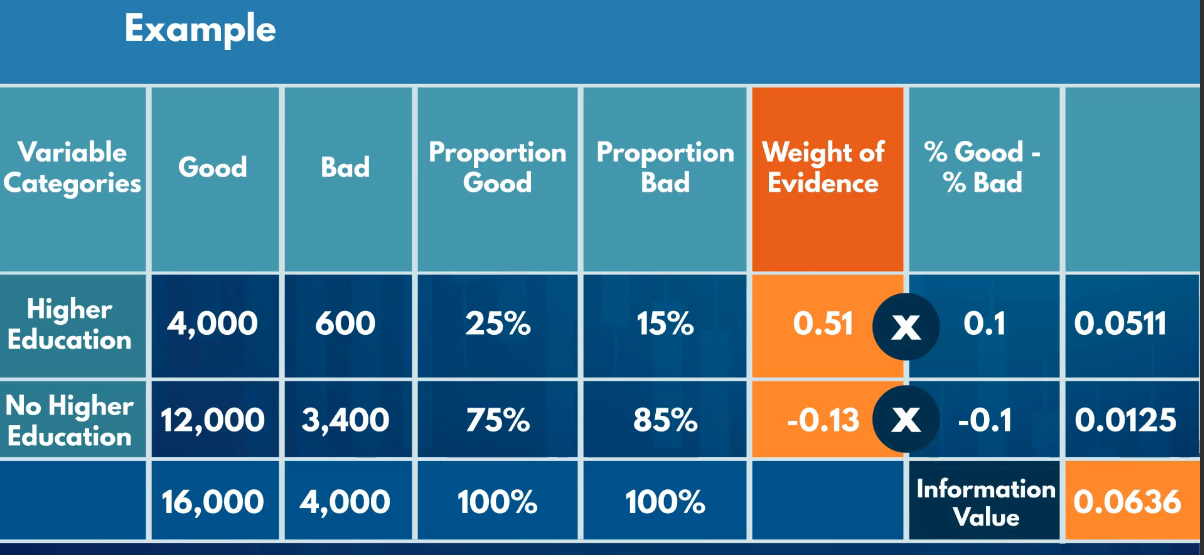 Example
Variable
Categories
Good
Bad
Proportion
Good
Proportion
Bad
Weight of
Evidence
% Good -
% Bad
Higher
Education
4,000
600
25%
15%
0.51
X
0.1
0.0511
No Higher
Education
12,000
3,400
75%
85%
-0.13
X
-0.1
0.0125
16,000
4,000
100%
100%
Information
Value
0.0636